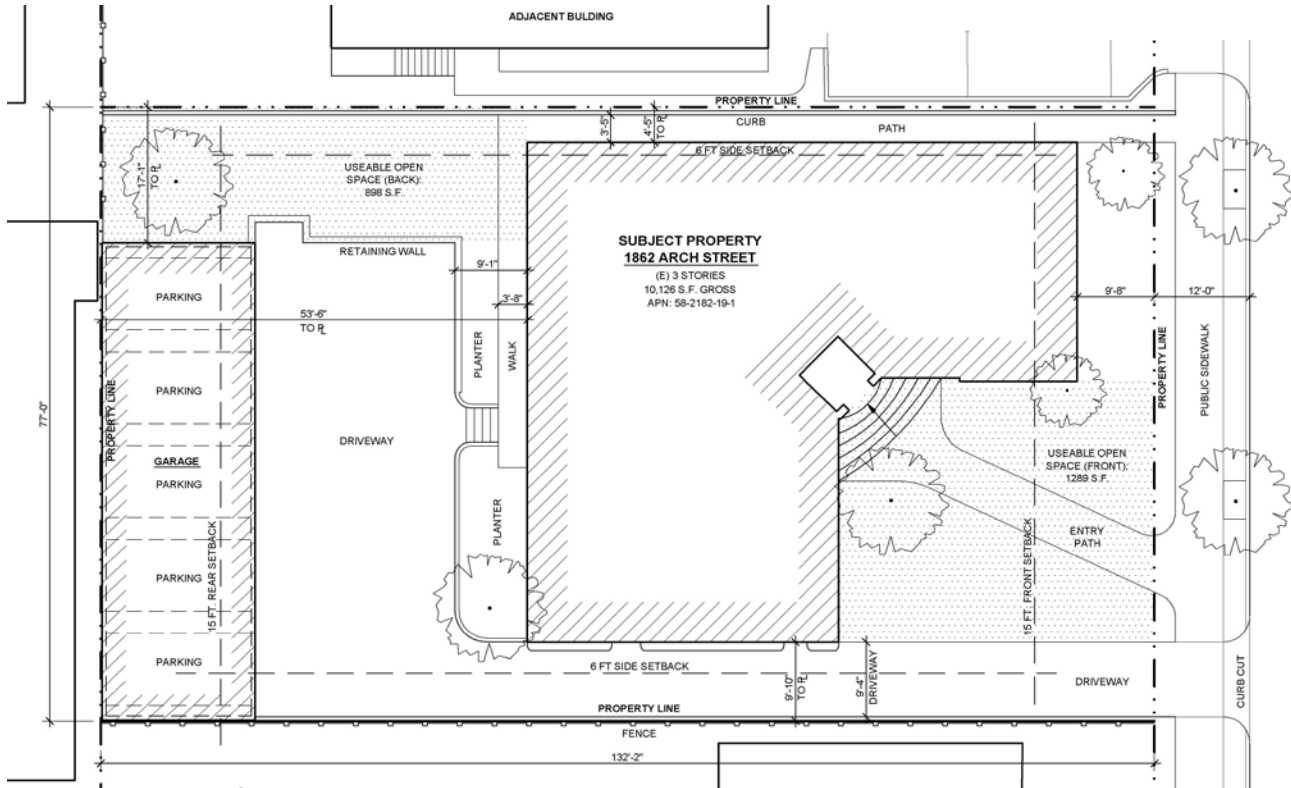 ADJACENT BULDING
PROPERTY LINE
CURB
PATH
3'-5"
4'-5"
TO PL
6 FT SIDE SETBACK
17'-1"
TO PL
USEABLE OPEN
SPACE (BACK):
898 S.F.
RETAINING WALL
SUBJECT PROPERTY
1862 ARCH STREET
(E) 3 STORIES
10,126 S.F. GROSS
APN: 58-2182-19-1
9'-1"
3'-8"
9'-8"
12'-0"
PARKING
53'-6"
TO PL
PLANTER
WALK
PROPERTY LINE
PUBLIC SIDEWALK
77'-0"
PROPERTY LINE
PARKING
DRIVEWAY
GARAGE
PARKING
USEABLE OPEN
SPACE (FRONT):
1289 S.F.
PLANTER
ENTRY
PATH
15 FT. REAR SETBACK
15 FT. FRONT SETBACK
PARKING
PARKING
6 FT SIDE SETBACK
9'-10"
TO PL
9'-4"
DRIVEWAY
DRIVEWAY
CURB CUT
PROPERTY LINE
FENCE
132'-2"